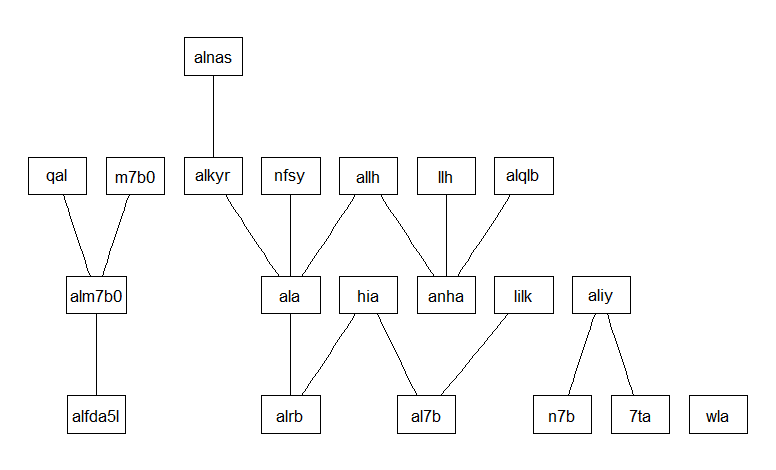 alnas
qal m7b0 alkyr nfsy allh llh alqlb
alm7b0 ala hia anha lilk aliy
alfda5l alrb al7b n7b 7ta wla